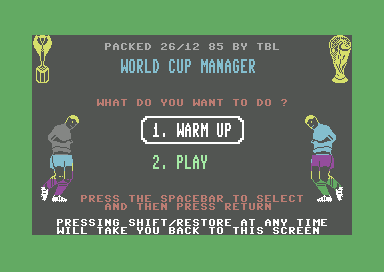 PACKED 26/12 85 BY TBL
WORLD CUP MANAGER
WHAT DO YOU WANT TO DO ?
1. WARM UP
2. PLAY
PRESS THE SPACEBAR TO SELECT
AND THEN PRESS RETURN
PRESSING SHIFT/RESTORE AT ANY TIME
WILL TAKE YOU BACK TO THIS SCREEN